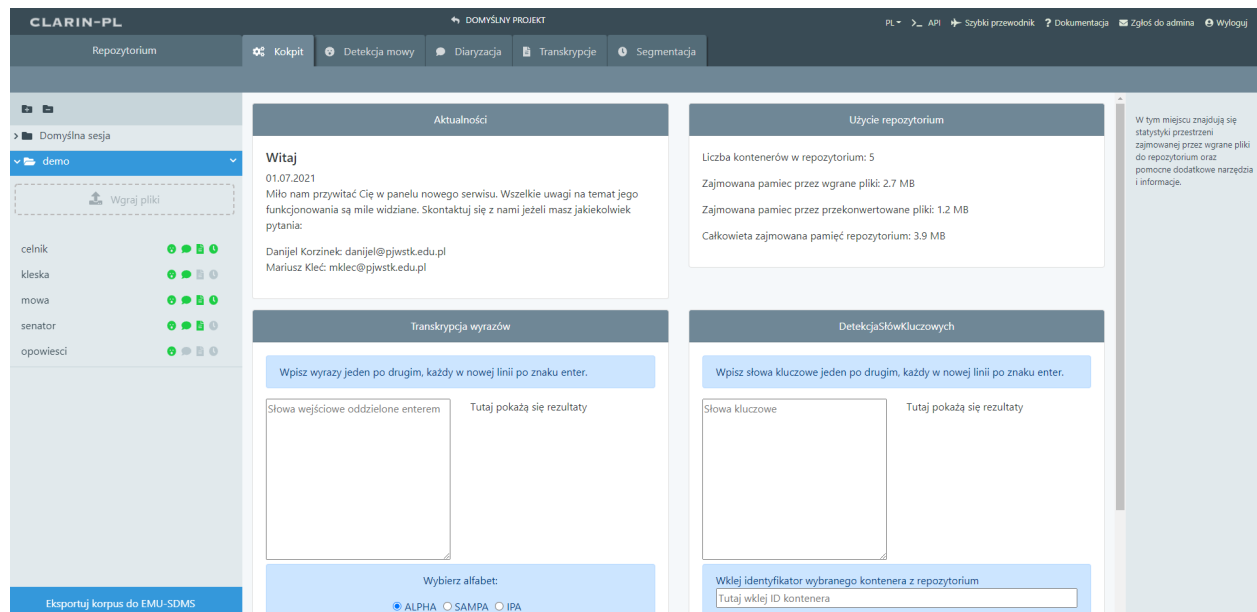 CLARIN-PL
DOMYŚLNY PROJEKT
PL
>_ API
Szybki przewodnik
? Dokumentacja
Zgłoś do admina
Wyloguj
Repozytorium
Kokpit
Detekcja mowy
Diaryzacja
Transkrypcje
Segmentacja
Domyślna sesja
demo
Wgraj pliki
celnik
kleska
mowa
senator
opowiesci
Eksportuj korpus do EMU-SDMS
Aktualności
Witaj
01.07.2021
Miło nam przywitać Cię w panelu nowego serwisu. Wszelkie uwagi na temat jego
funkcjonowania są mile widziane. Skontaktuj się z nami jeżeli masz jakiekolwiek
pytania:
Danijel Korzinek: danijel@pjwstk.edu.pl
Mariusz Kleć: mklec@pjwstk.edu.pl
Użycie repozytorium
Liczba kontenerów w repozytorium: 5
Zajmowana pamiec przez wgrane pliki: 2.7 MB
Zajmowana pamiec przez przekonwertowane pliki: 1.2 MB
Całkowieta zajmowana pamięć repozytorium: 3.9 MB
Transkrypcja wyrazów
Wpisz wyrazy jeden po drugim, każdy w nowej linii po znaku enter.
Słowa wejściowe oddzielone enterem
Tutaj pokażą się rezultaty
Wybierz alfabet:
ALPHA SAMPA IPA
DetekcjaSłówKluczowych
Wpisz słowa kluczowe jeden po drugim, każdy w nowej linii po znaku enter.
Słowa kluczowe
Tutaj pokażą się rezultaty
Wklej identyfikator wybranego kontenera z repozytorium
Tutaj wklej ID kontenera
W tym miejscu znajdują się
statystyki przestrzeni
zajmowanej przez wgrane pliki
do repozytorium oraz
pomocne dodatkowe narzędzia
i informacje.